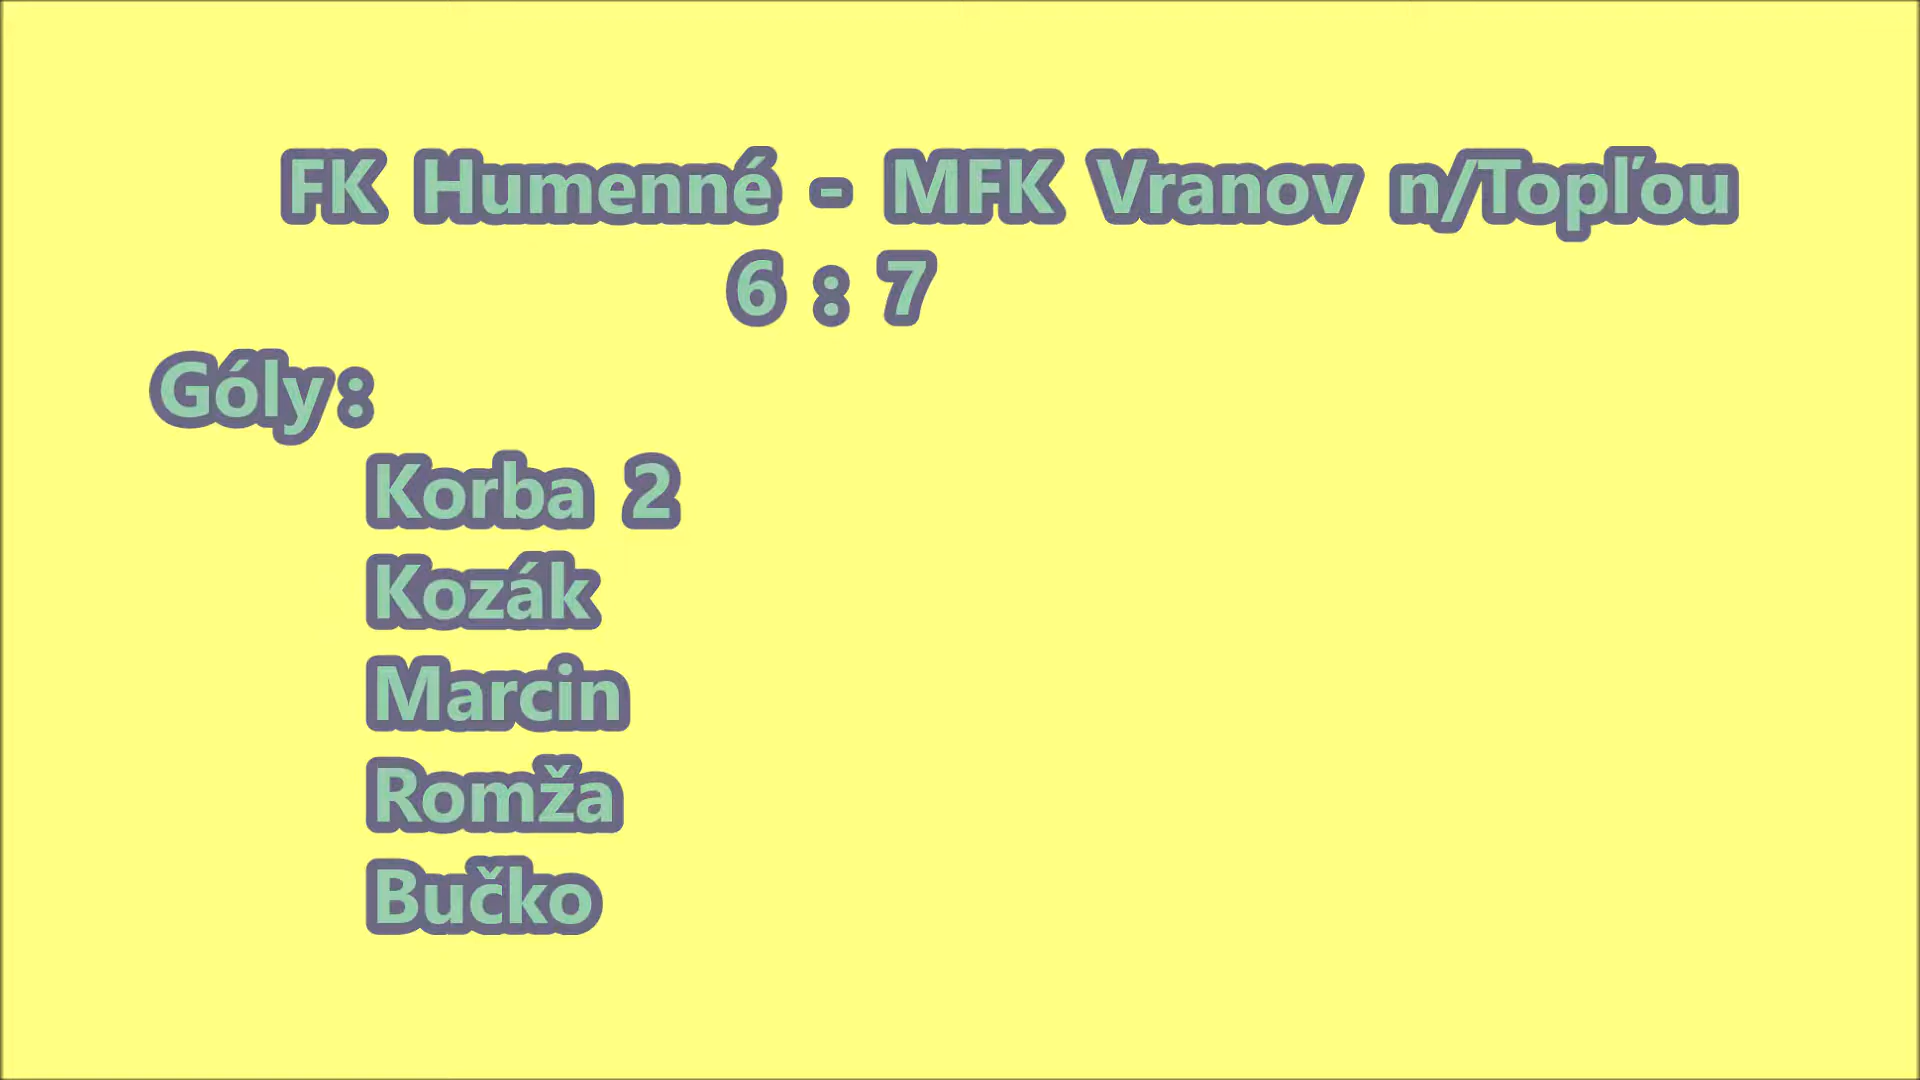 FK Humenné - MFK Vranov n/Topľou
6 : 7
Góly:
Korba 2
Kozák
Marcin
Romža
Bučko